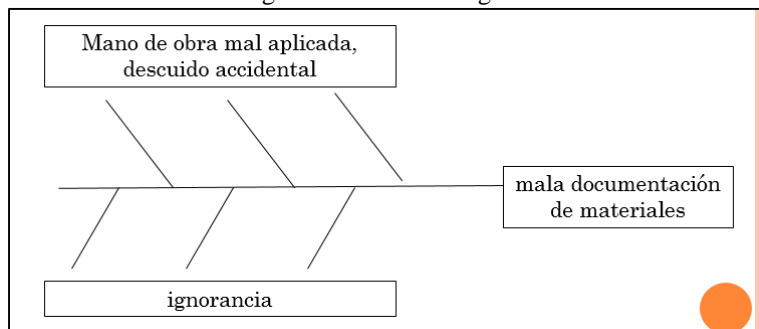 Mano de obra mal aplicada,
descuido accidental
mala documentación
de materiales
ignorancia